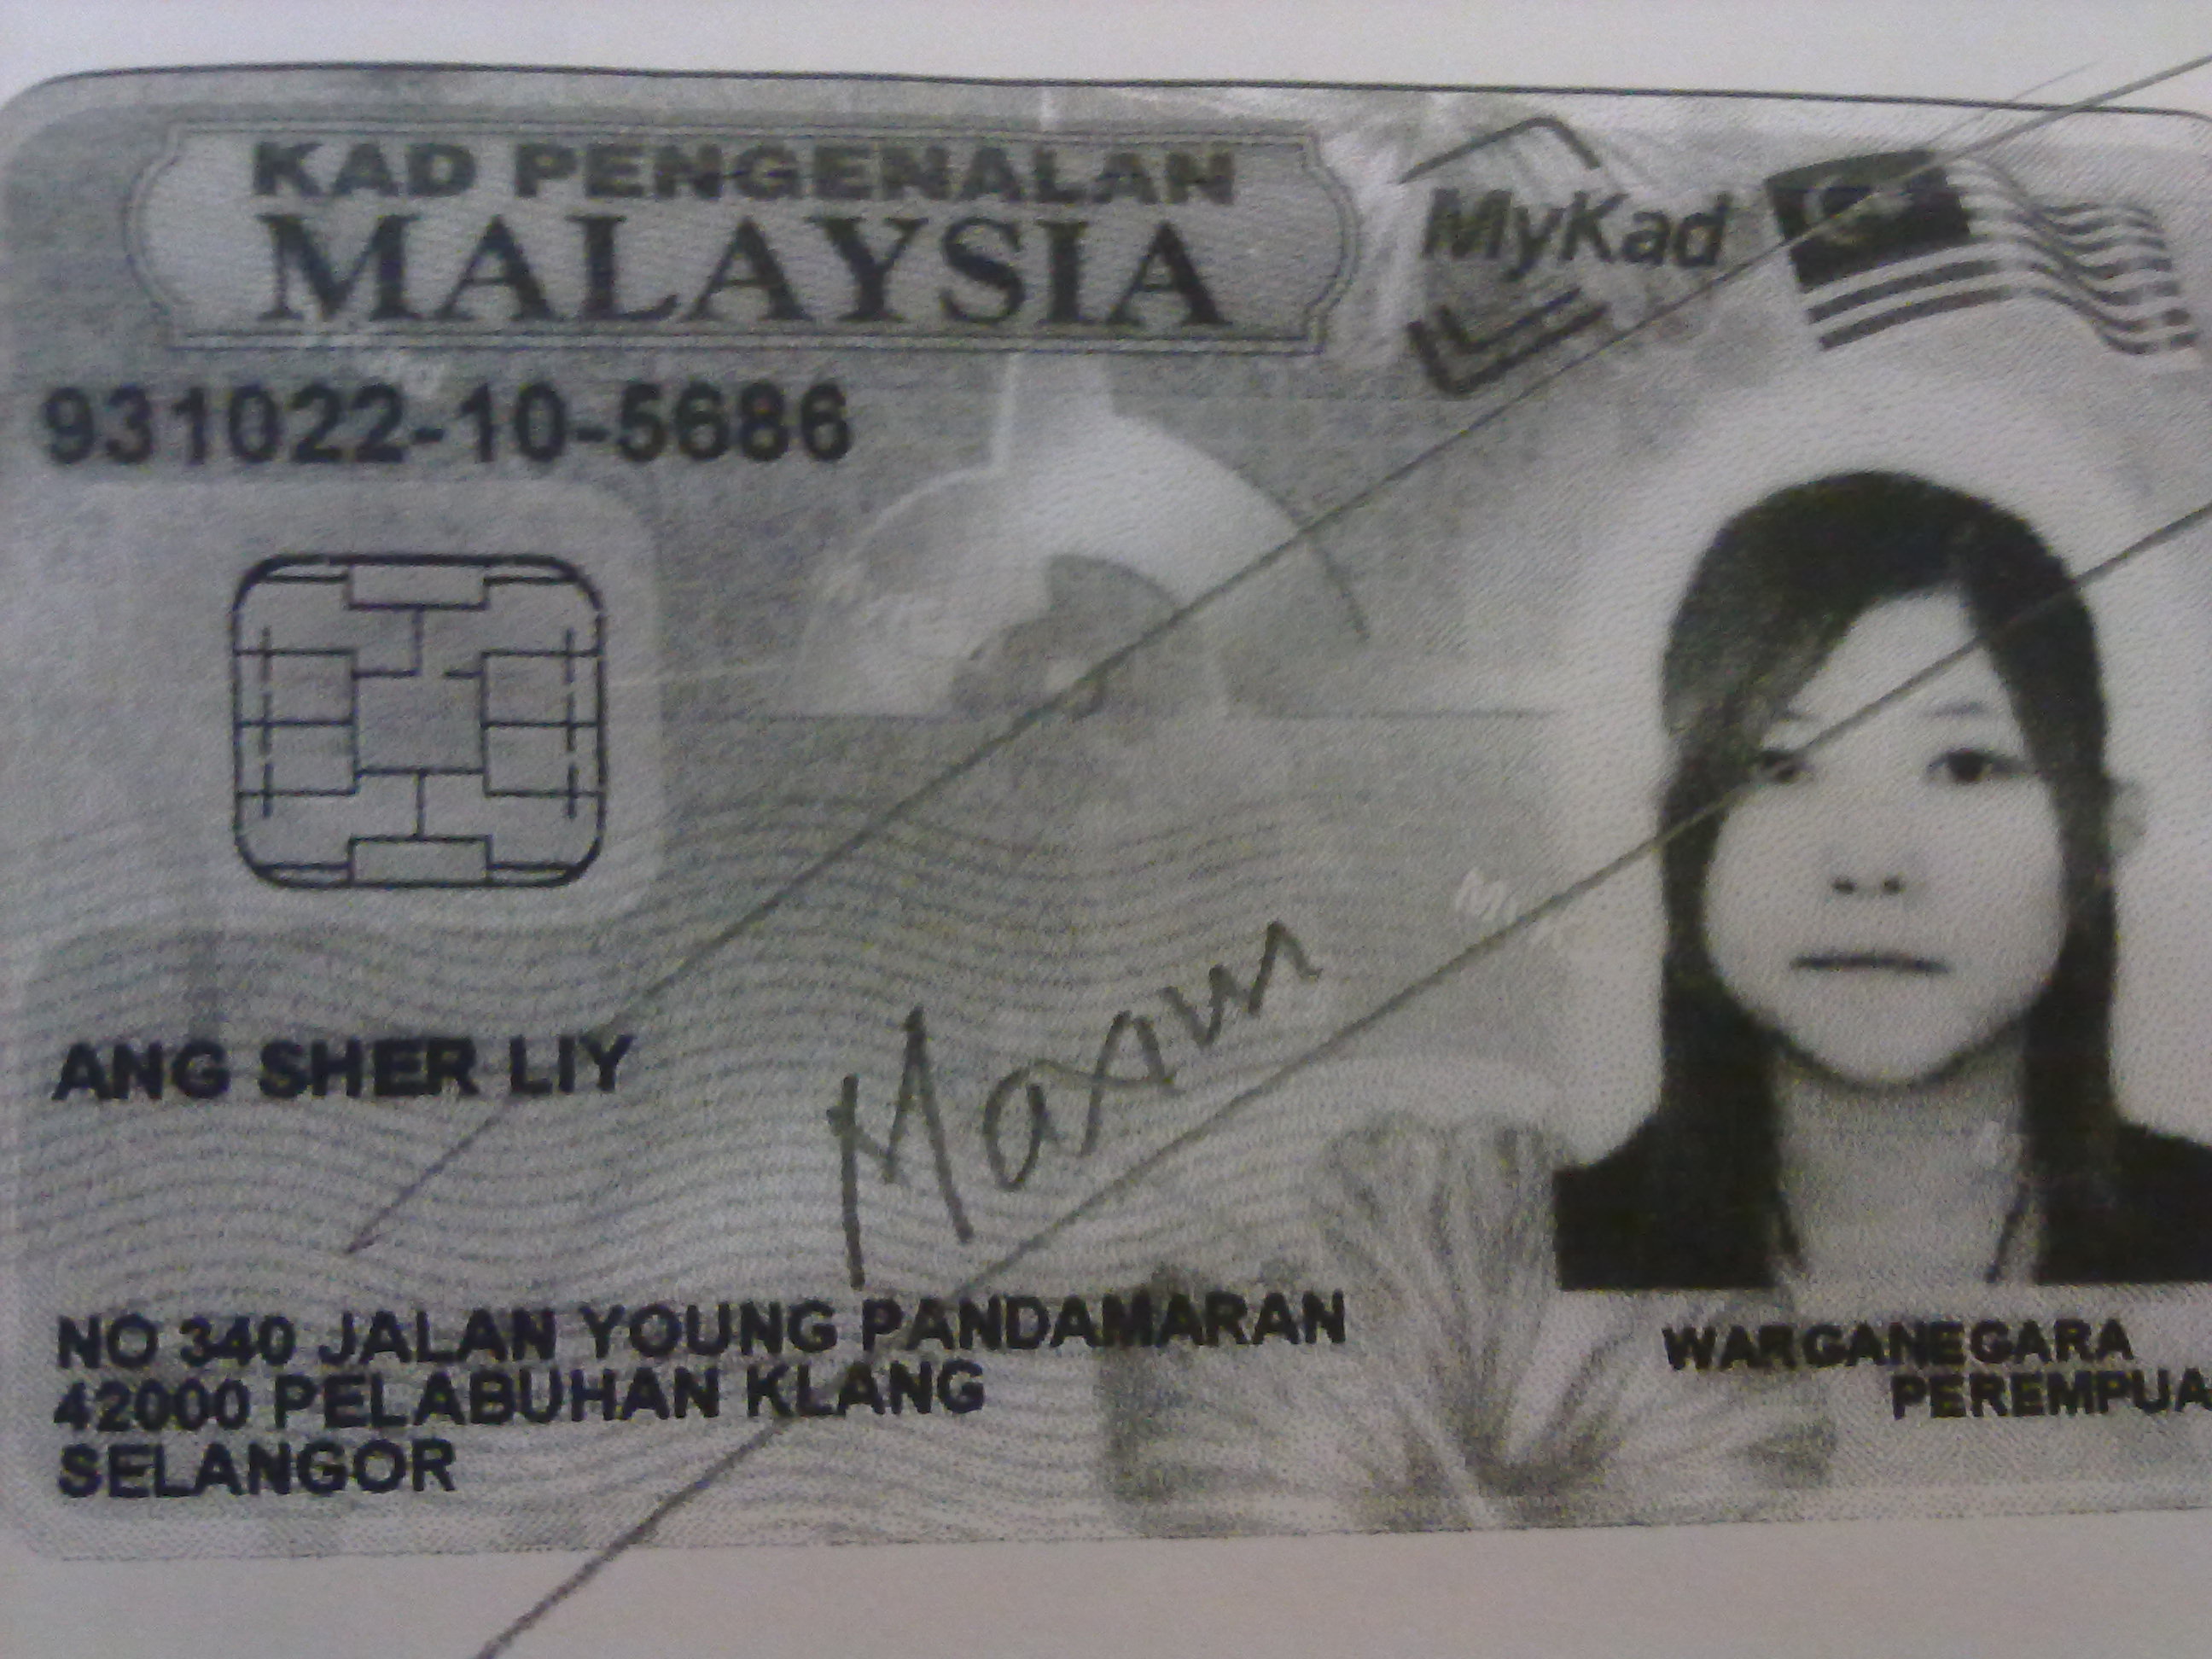 KAD PENGENALAN
MALAYSIA
MyKad
931022-10-5686
ANG SHER LIY
NO 340 JALAN YOUNG PANDAMARAN
42000 PELABUHAN KLANG
SELANGOR
WARGANEGARA
PEREMPUA